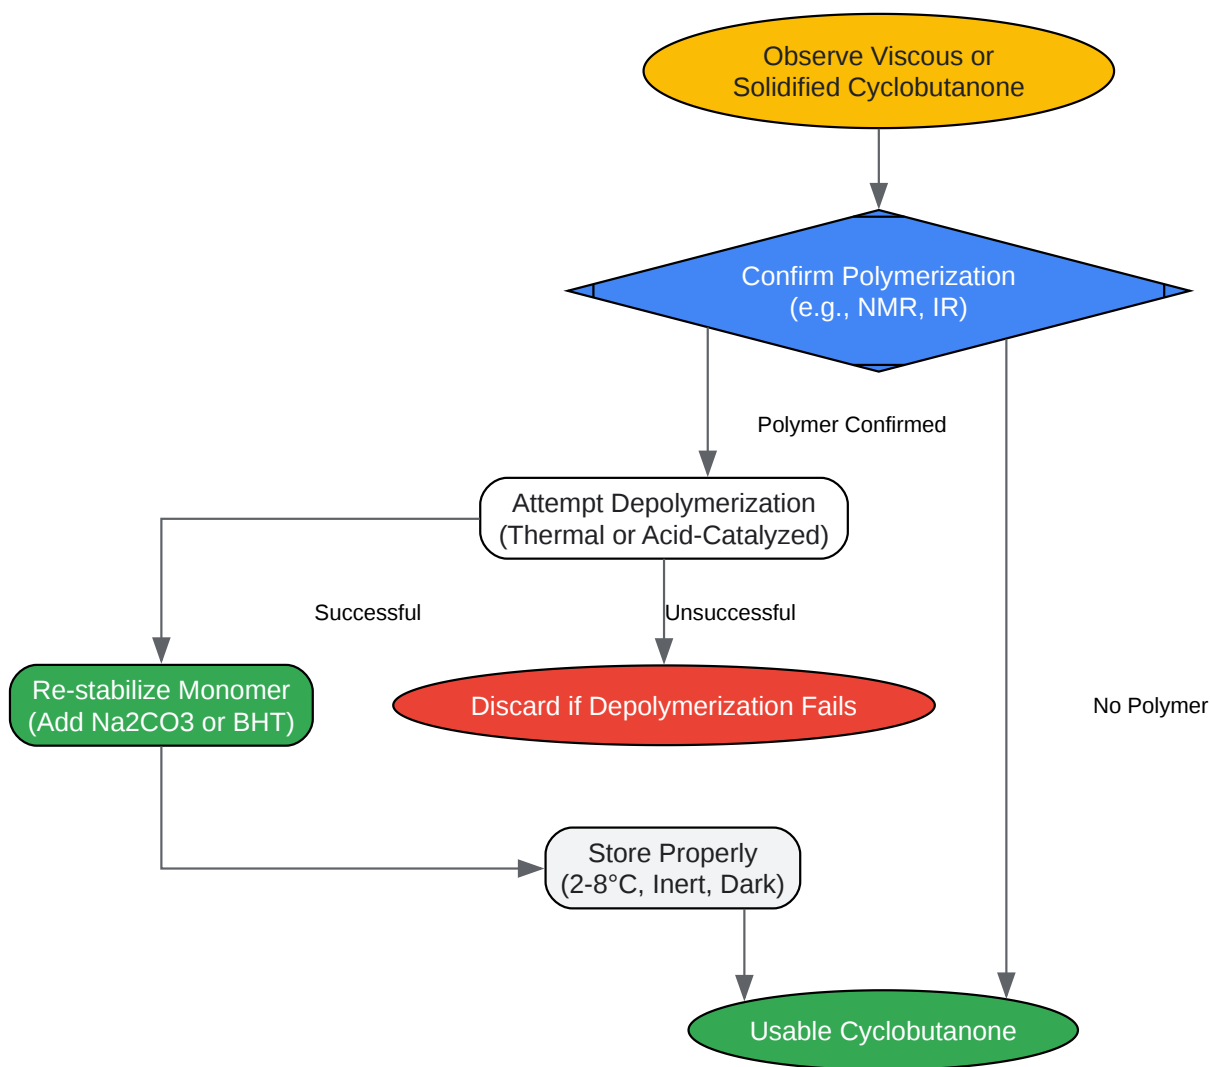 Observe Viscous or
Solidified Cyclobutanone
Confirm Polymerization
(e.g., NMR, IR)
Polymer Confirmed
Attempt Depolymerization
(Thermal or Acid-Catalyzed)
Successful
Unsuccessful
Re-stabilize Monomer
(Add Na2CO3 or BHT)
Discard if Depolymerization Fails
No Polymer
Store Properly
(2-8°C, Inert, Dark)
Usable Cyclobutanone